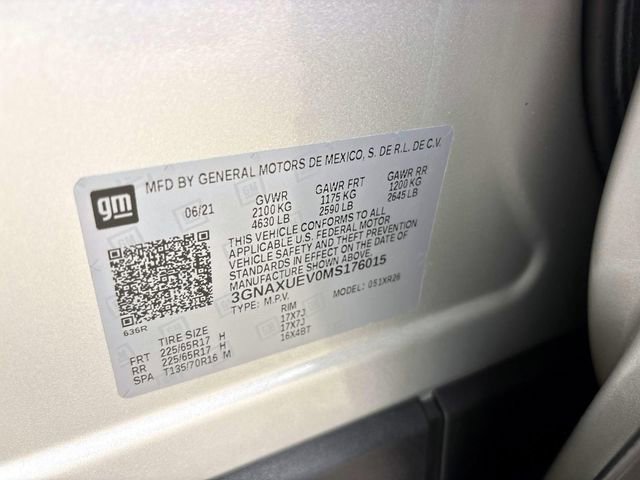 gm
MFD BY GENERAL MOTORS DE MEXICO, S. DE R.L. DE C.V.
06/21 GVWR GAWR FRT GAWR RR
2100 KG 1175 KG 1200 KG
4630 LB 2590 LB 2645 LB
THIS VEHICLE CONFORMS TO ALL
APPLICABLE U.S. FEDERAL MOTOR
VEHICLE SAFETY AND THEFT PREVENTION
STANDARDS IN EFFECT ON THE DATE OF
MANUFACTURE SHOWN ABOVE.
3GNAXUEV0MS176015
TYPE: M.P.V. MODEL: 051XR26
636R
TIRE SIZE RIM
FRT 225/65R17 H 17X7J
RR 225/65R17 H 17X7J
SPA T135/70R16 M 16X4BT